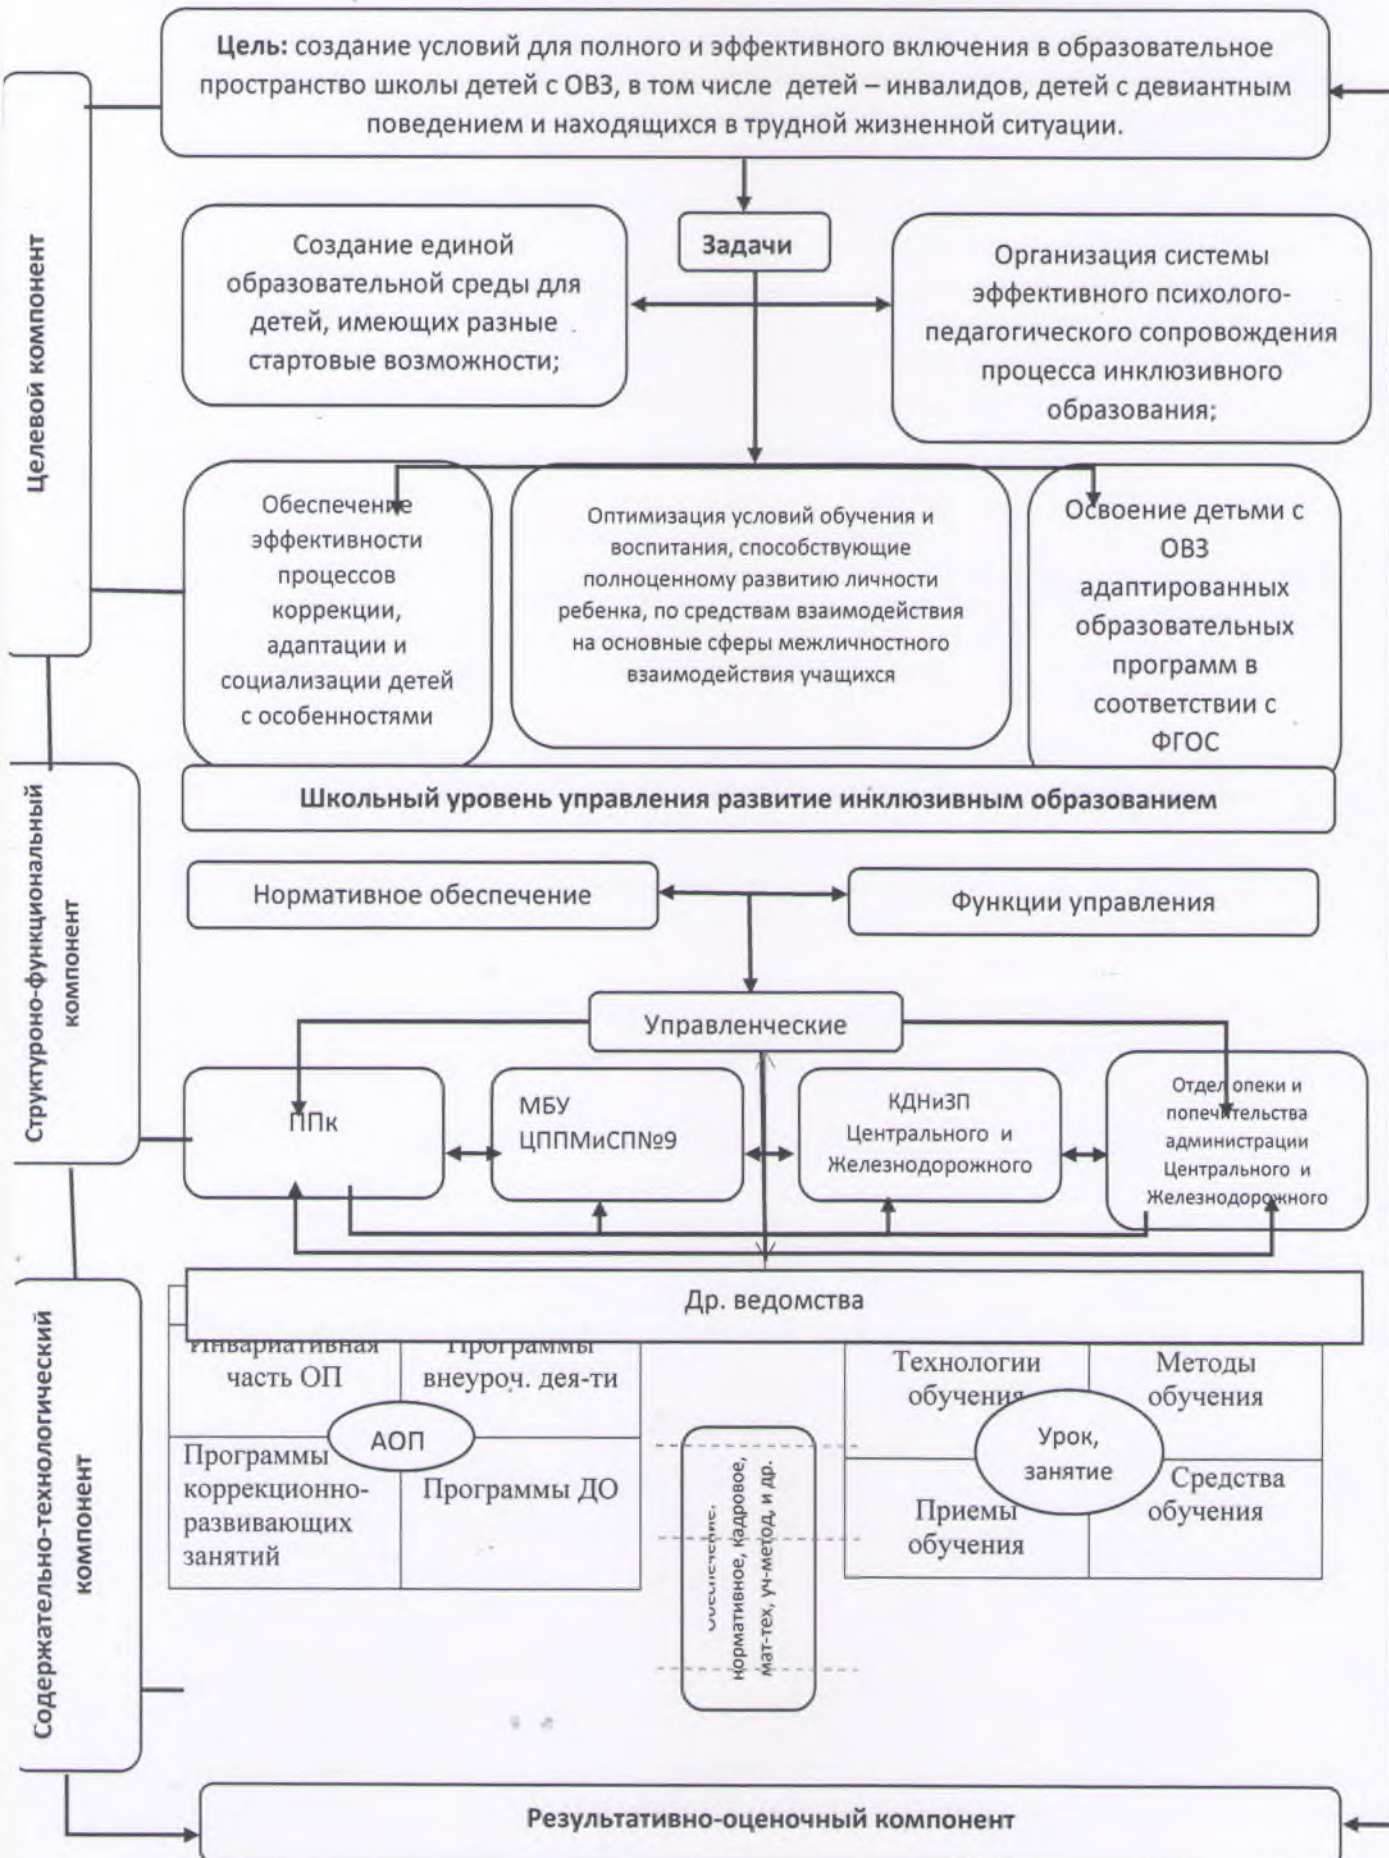 Цель: создание условий для полного и эффективного включения в образовательное
пространство школы детей с ОВЗ, в том числе детей – инвалидов, детей с девиантным
поведением и находящихся в трудной жизненной ситуации.
Целевой компонент
Задачи
Создание единой
образовательной среды для
детей, имеющих разные
стартовые возможности;
Организация системы
эффективного психолого-
педагогического сопровождения
процесса инклюзивного
образования;
Обеспечение
эффективности
процессов
коррекции,
адаптации и
социализации детей
с особенностями
Оптимизация условий обучения и
воспитания, способствующие
полноценному развитию личности
ребенка, по средствам взаимодействия
на основные сферы межличностного
взаимодействия учащихся
Освоение детьми с
ОВЗ
адаптированных
образовательных
программ в
соответствии с
ФГОС
Структуроно-функциональный
компонент
Школьный уровень управления развитие инклюзивным образованием
Нормативное обеспечение
Функции управления
Управленческие
ППк
МБУ
ЦППМиСП№9
КДНиЗП
Центрального и
Железнодорожного
Отдел опеки и
попечительства
администрации
Центрального и
Железнодорожного
Содержательно-технологический
компонент
Др. ведомства
Инвариативная
часть ОП
Программы
внеуроч. дея-ти
АОП
Программы
коррекционно-
развивающих
занятий
Программы ДО
нормативное, кадровое,
мат-тех, уч-метод, и др.
Технологии
обучения
Методы
обучения
Урок,
занятие
Приемы
обучения
Средства
обучения
Результативно-оценочный компонент